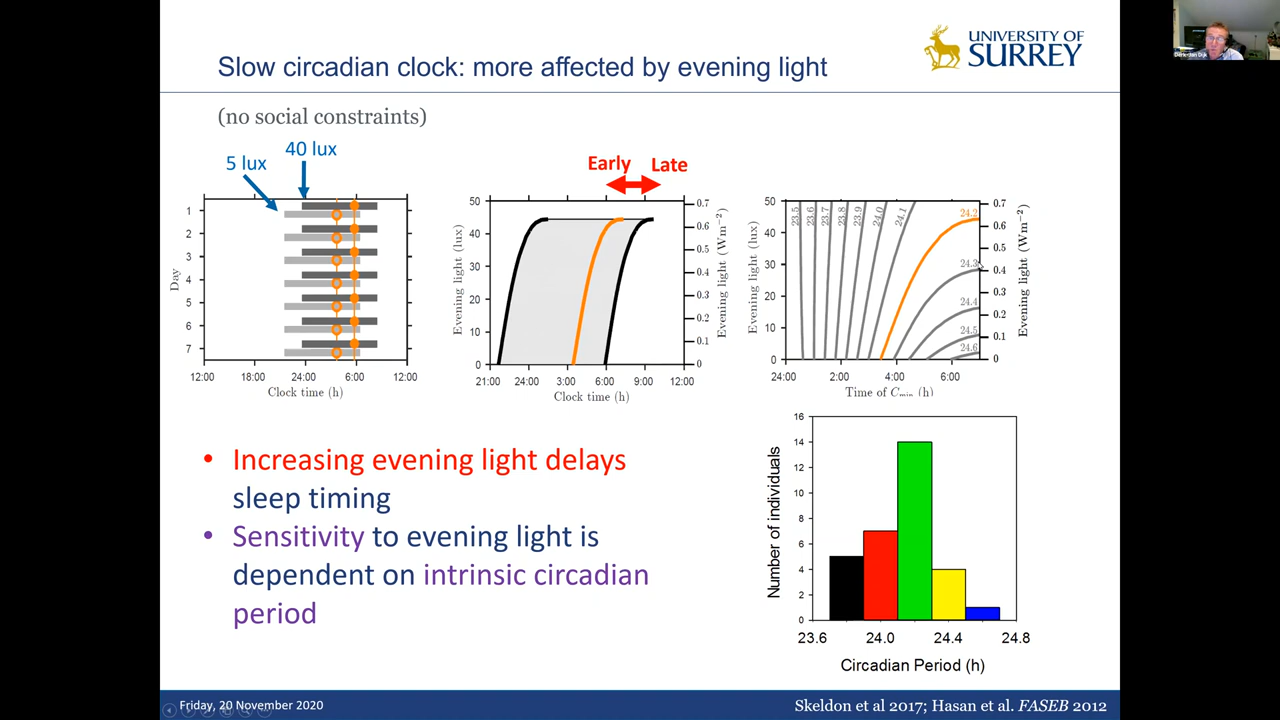 Slow circadian clock: more affected by evening light
UNIVERSITY OF
SURREY
Derk-Jan Dijk
(no social constraints)
5 lux
40 lux
Early
Late
Day
1
2
3
4
5
6
7
12:00 18:00 24:00 6:00 12:00
Clock time (h)
Evening light (lux)
50
40
30
20
10
0
0.7
0.6
0.5
0.4
0.3
0.2
0.1
0
Evening light (Wm⁻²)
21:00 24:00 3:00 6:00 9:00 12:00
Clock time (h)
Evening light (lux)
50
40
30
20
10
0
23.5 23.6 23.7 23.8 23.9 24.0 24.1
24.2
24.3
24.4
24.5
24.6
0.7
0.6
0.5
0.4
0.3
0.2
0.1
0
Evening light (Wm⁻²)
24:00 2:00 4:00 6:00
Time of Cmin (h)
• Increasing evening light delays
sleep timing
• Sensitivity to evening light is
dependent on intrinsic circadian
period
Number of individuals
16
14
12
10
8
6
4
2
0
23.6 24.0 24.4 24.8
Circadian Period (h)
Friday, 20 November 2020
Skeldon et al 2017; Hasan et al. FASEB 2012